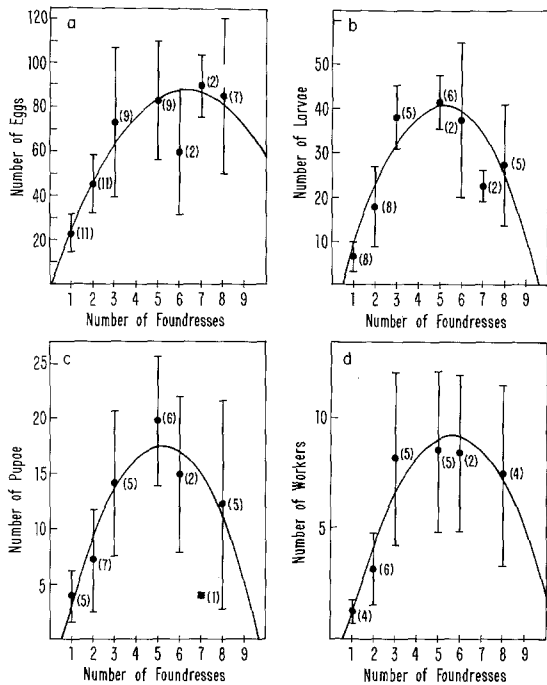 a
120
100
80
60
40
20
Number of Eggs
(11)
(11)
(9)
(9)
(2)
(2)
(7)
1 2 3 5 6 7 8 9
Number of Foundresses
b
60
50
40
30
20
10
Number of Larvae
(8)
(8)
(5)
(6)
(2)
(2)
(5)
1 2 3 5 6 7 8 9
Number of Foundresses
c
25
20
15
10
5
Number of Pupae
(5)
(7)
(5)
(6)
(2)
(1)
(5)
1 2 3 5 6 7 8 9
Number of Foundresses
d
10
5
Number of Workers
(4)
(6)
(5)
(5)
(2)
(4)
1 2 3 5 6 7 8 9
Number of Foundresses